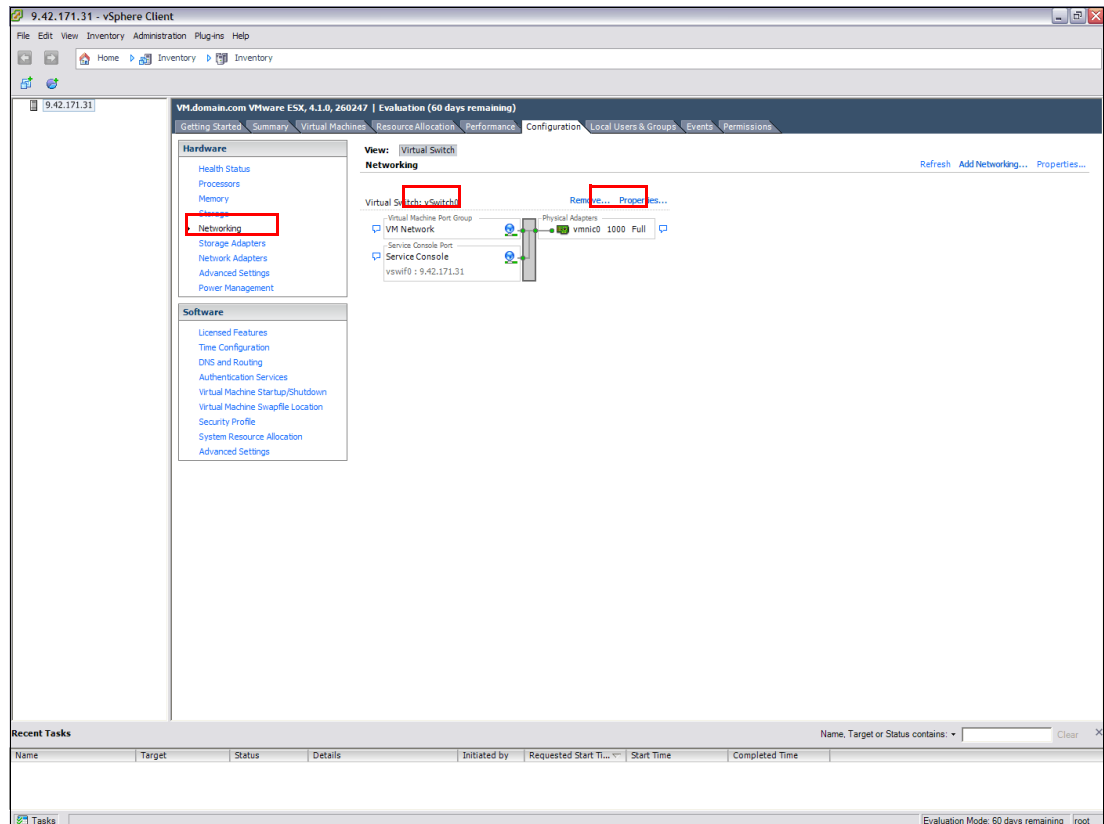 9.42.171.31 - vSphere Client
File Edit View Inventory Administration Plug-ins Help
Home Inventory Inventory
9.42.171.31
VM.domain.com VMware ESX, 4.1.0, 260247 | Evaluation (60 days remaining)
Getting Started Summary Virtual Machines Resource Allocation Performance Configuration Local Users & Groups Events Permissions
Hardware
Health Status
Processors
Memory
Storage
Networking
Storage Adapters
Network Adapters
Advanced Settings
Power Management
Software
Licensed Features
Time Configuration
DNS and Routing
Authentication Services
Virtual Machine Startup/Shutdown
Virtual Machine Swapfile Location
Security Profile
System Resource Allocation
Advanced Settings
View: Virtual Switch
Networking
Refresh Add Networking... Properties...
Virtual Switch: vSwitch0 Remove... Properties...
Virtual Machine Port Group Physical Adapters
VM Network vmnic0 1000 Full
Service Console Port
Service Console
vswif0 : 9.42.171.31
Recent Tasks Name, Target or Status contains: Clear
Name Target Status Details Initiated by Requested Start Ti... Start Time Completed Time
Tasks Evaluation Mode: 60 days remaining root